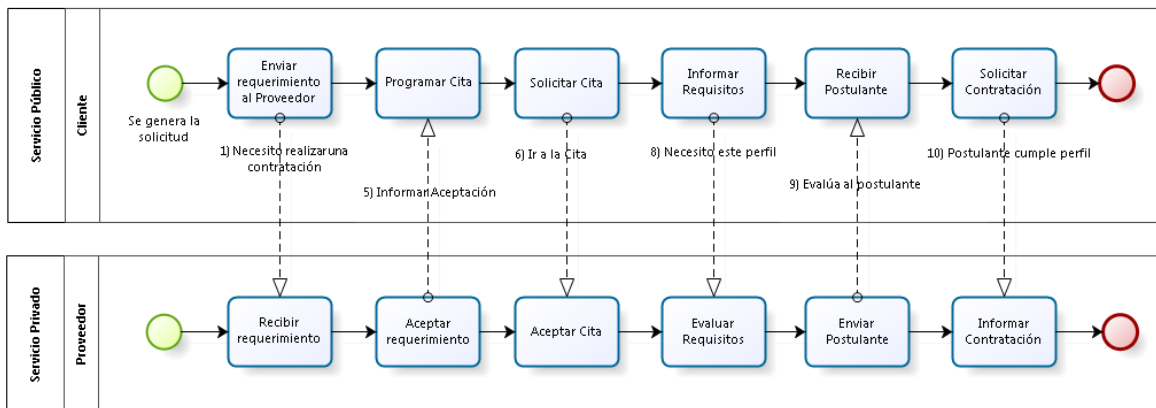 Servicio Público
Cliente
Se genera la
solicitud
Enviar
requerimiento
al Proveedor
Programar Cita
Solicitar Cita
Informar
Requisitos
Recibir
Postulante
Solicitar
Contratación
1) Necesito realizaruna
contratación
5) InformarAceptación
6) Ir a la Cita
8) Necesito este perfil
9) Evalúa al postulante
10) Postulante cumple perfil
Servicio Privado
Proveedor
Recibir
requerimiento
Aceptar
requerimiento
Aceptar Cita
Evaluar
Requisitos
Enviar
Postulante
Informar
Contratación